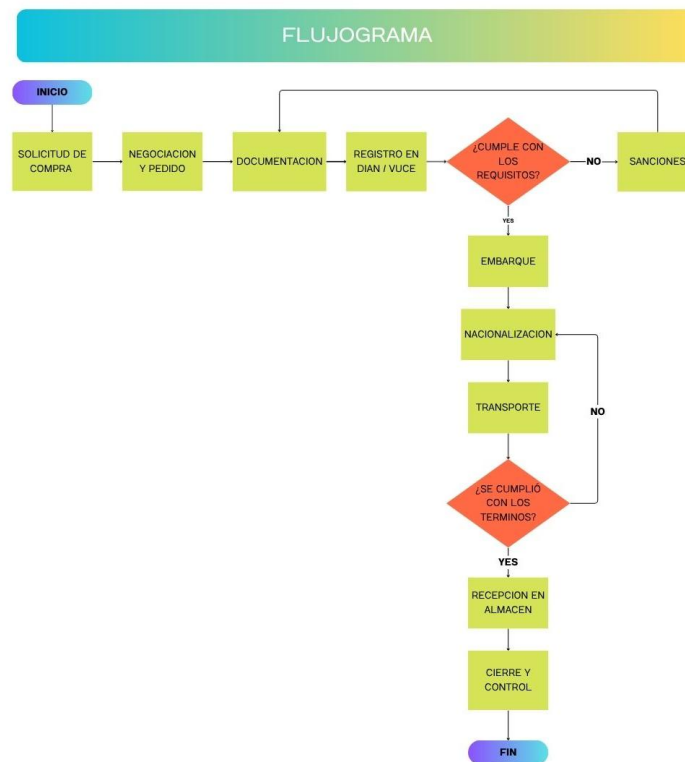 FLUJOGRAMA
INICIO
SOLICITUD DE
COMPRA
NEGOCIACION
Y PEDIDO
DOCUMENTACION
REGISTRO EN
DIAN / VUCE
¿CUMPLE CON
LOS
REQUISITOS?
NO
SANCIONES
YES
EMBARQUE
NACIONALIZACION
TRANSPORTE
NO
¿SE CUMPLIÓ
CON LOS
TERMINOS?
YES
RECEPCION EN
ALMACEN
CIERRE Y
CONTROL
FIN